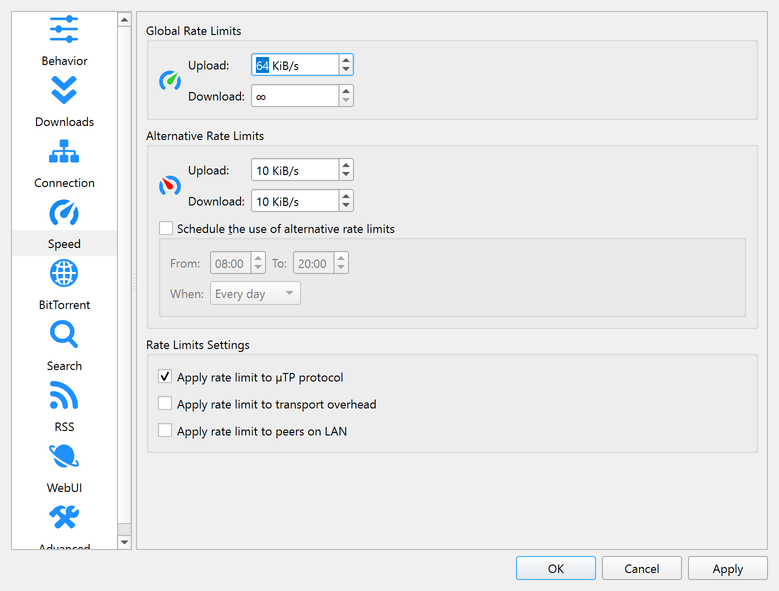 Behavior
Downloads
Connection
Speed
BitTorrent
Search
RSS
WebUI
Advanced
Global Rate Limits
Upload: 64 KiB/s
Download: ∞
Alternative Rate Limits
Upload: 10 KiB/s
Download: 10 KiB/s
Schedule the use of alternative rate limits
From: 08:00 To: 20:00
When: Every day
Rate Limits Settings
Apply rate limit to µTP protocol
Apply rate limit to transport overhead
Apply rate limit to peers on LAN
OK Cancel Apply